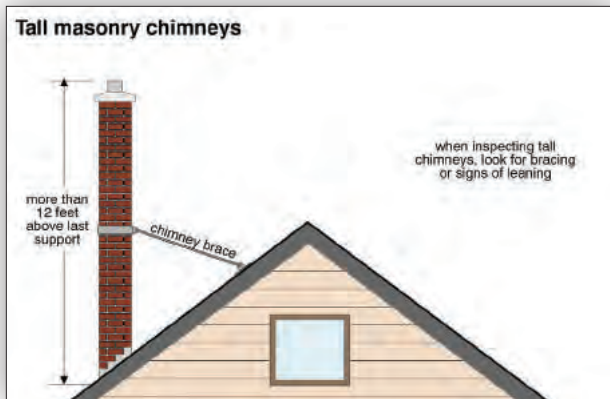 Tall masonry chimneys
when inspecting tall
chimneys, look for bracing
or signs of leaning
more than
12 feet
above last
support
chimney brace